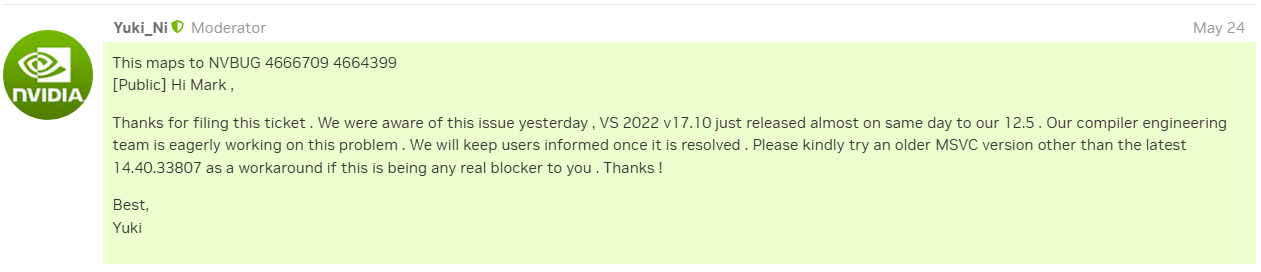 Yuki_Ni Moderator May 24
NVIDIA
This maps to NVBUG 4666709 4664399
[Public] Hi Mark ,
Thanks for filing this ticket . We were aware of this issue yesterday , VS 2022 v17.10 just released almost on same day to our 12.5 . Our compiler engineering
team is eagerly working on this problem . We will keep users informed once it is resolved . Please kindly try an older MSVC version other than the latest
14.40.33807 as a workaround if this is being any real blocker to you . Thanks !
Best,
Yuki